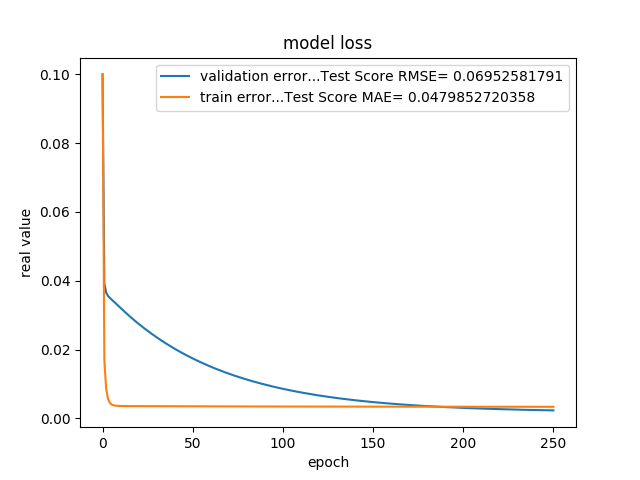 model loss
validation error...Test Score RMSE= 0.06952581791
train error...Test Score MAE= 0.0479852720358
real value
0.10
0.08
0.06
0.04
0.02
0.00
0 50 100 150 200 250
epoch